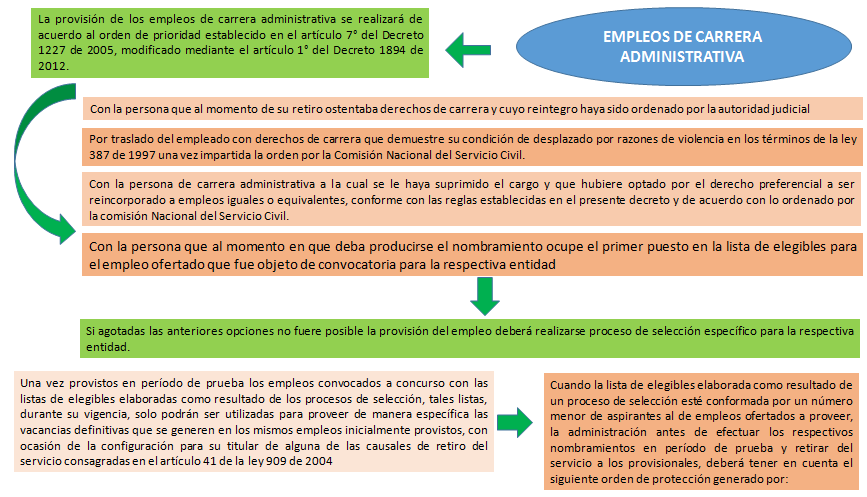 La provisión de los empleos de carrera administrativa se realizará de
acuerdo al orden de prioridad establecido en el artículo 7° del Decreto
1227 de 2005, modificado mediante el artículo 1° del Decreto 1894 de
2012.
EMPLEOS DE CARRERA
ADMINISTRATIVA
Con la persona que al momento de su retiro ostentaba derechos de carrera y cuyo reintegro haya sido ordenado por la autoridad judicial
Por traslado del empleado con derechos de carrera que demuestre su condición de desplazado por razones de violencia en los términos de la ley
387 de 1997 una vez impartida la orden por la Comisión Nacional del Servicio Civil.
Con la persona de carrera administrativa a la cual se le haya suprimido el cargo y que hubiere optado por el derecho preferencial a ser
reincorporado a empleos iguales o equivalentes, conforme con las reglas establecidas en el presente decreto y de acuerdo con lo ordenado por
la comisión Nacional del Servicio Civil.
Con la persona que al momento en que deba producirse el nombramiento ocupe el primer puesto en la lista de elegibles para
el empleo ofertado que fue objeto de convocatoria para la respectiva entidad
Si agotadas las anteriores opciones no fuere posible la provisión del empleo deberá realizarse proceso de selección específico para la respectiva
entidad.
Una vez provistos en período de prueba los empleos convocados a concurso con las
listas de elegibles elaboradas como resultado de los procesos de selección, tales listas,
durante su vigencia, solo podrán ser utilizadas para proveer de manera específica las
vacancias definitivas que se generen en los mismos empleos inicialmente provistos, con
ocasión de la configuración para su titular de alguna de las causales de retiro del
servicio consagradas en el artículo 41 de la ley 909 de 2004
Cuando la lista de elegibles elaborada como resultado de
un proceso de selección esté conformada por un número
menor de aspirantes al de empleos ofertados a proveer,
la administración antes de efectuar los respectivos
nombramientos en período de prueba y retirar del
servicio a los provisionales, deberá tener en cuenta el
siguiente orden de protección generado por: